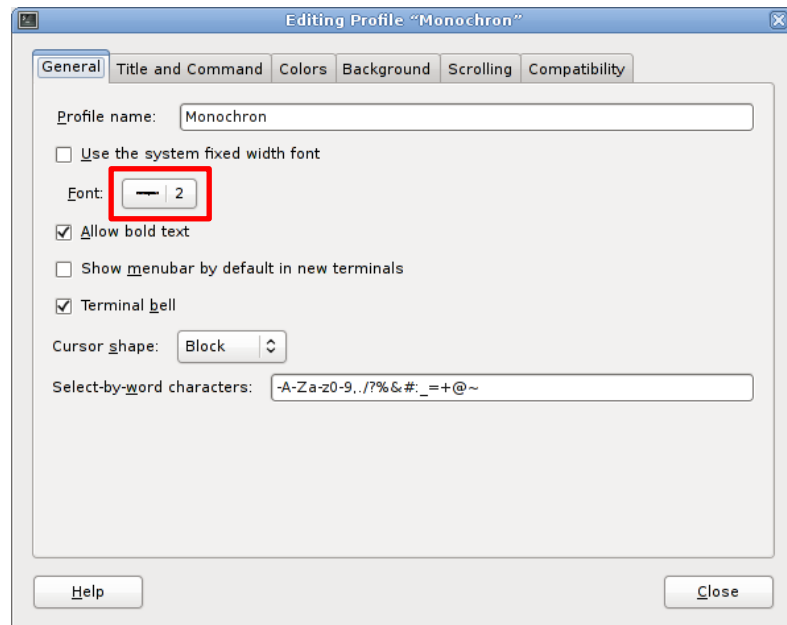 Editing Profile “Monochron”
General Title and Command Colors Background Scrolling Compatibility
Profile name: Monochron
Use the system fixed width font
Font: 2
Allow bold text
Show menubar by default in new terminals
Terminal bell
Cursor shape: Block
Select-by-word characters: -A-Za-z0-9,./?%&#:_=+@~
Help Close